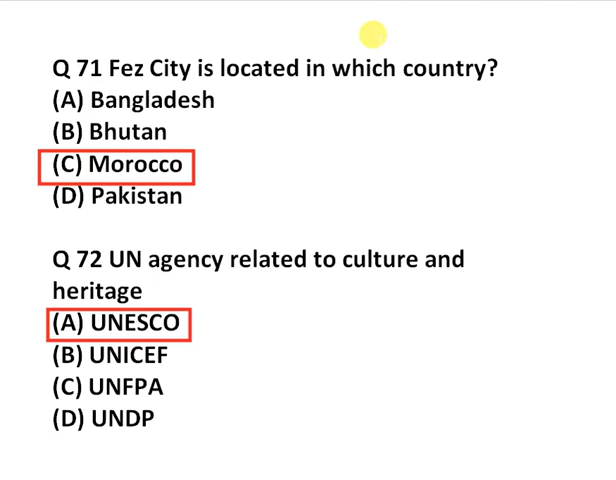 Q 71 Fez City is located in which country?
(A) Bangladesh
(B) Bhutan
(C) Morocco
(D) Pakistan
Q 72 UN agency related to culture and
heritage
(A) UNESCO
(B) UNICEF
(C) UNFPA
(D) UNDP